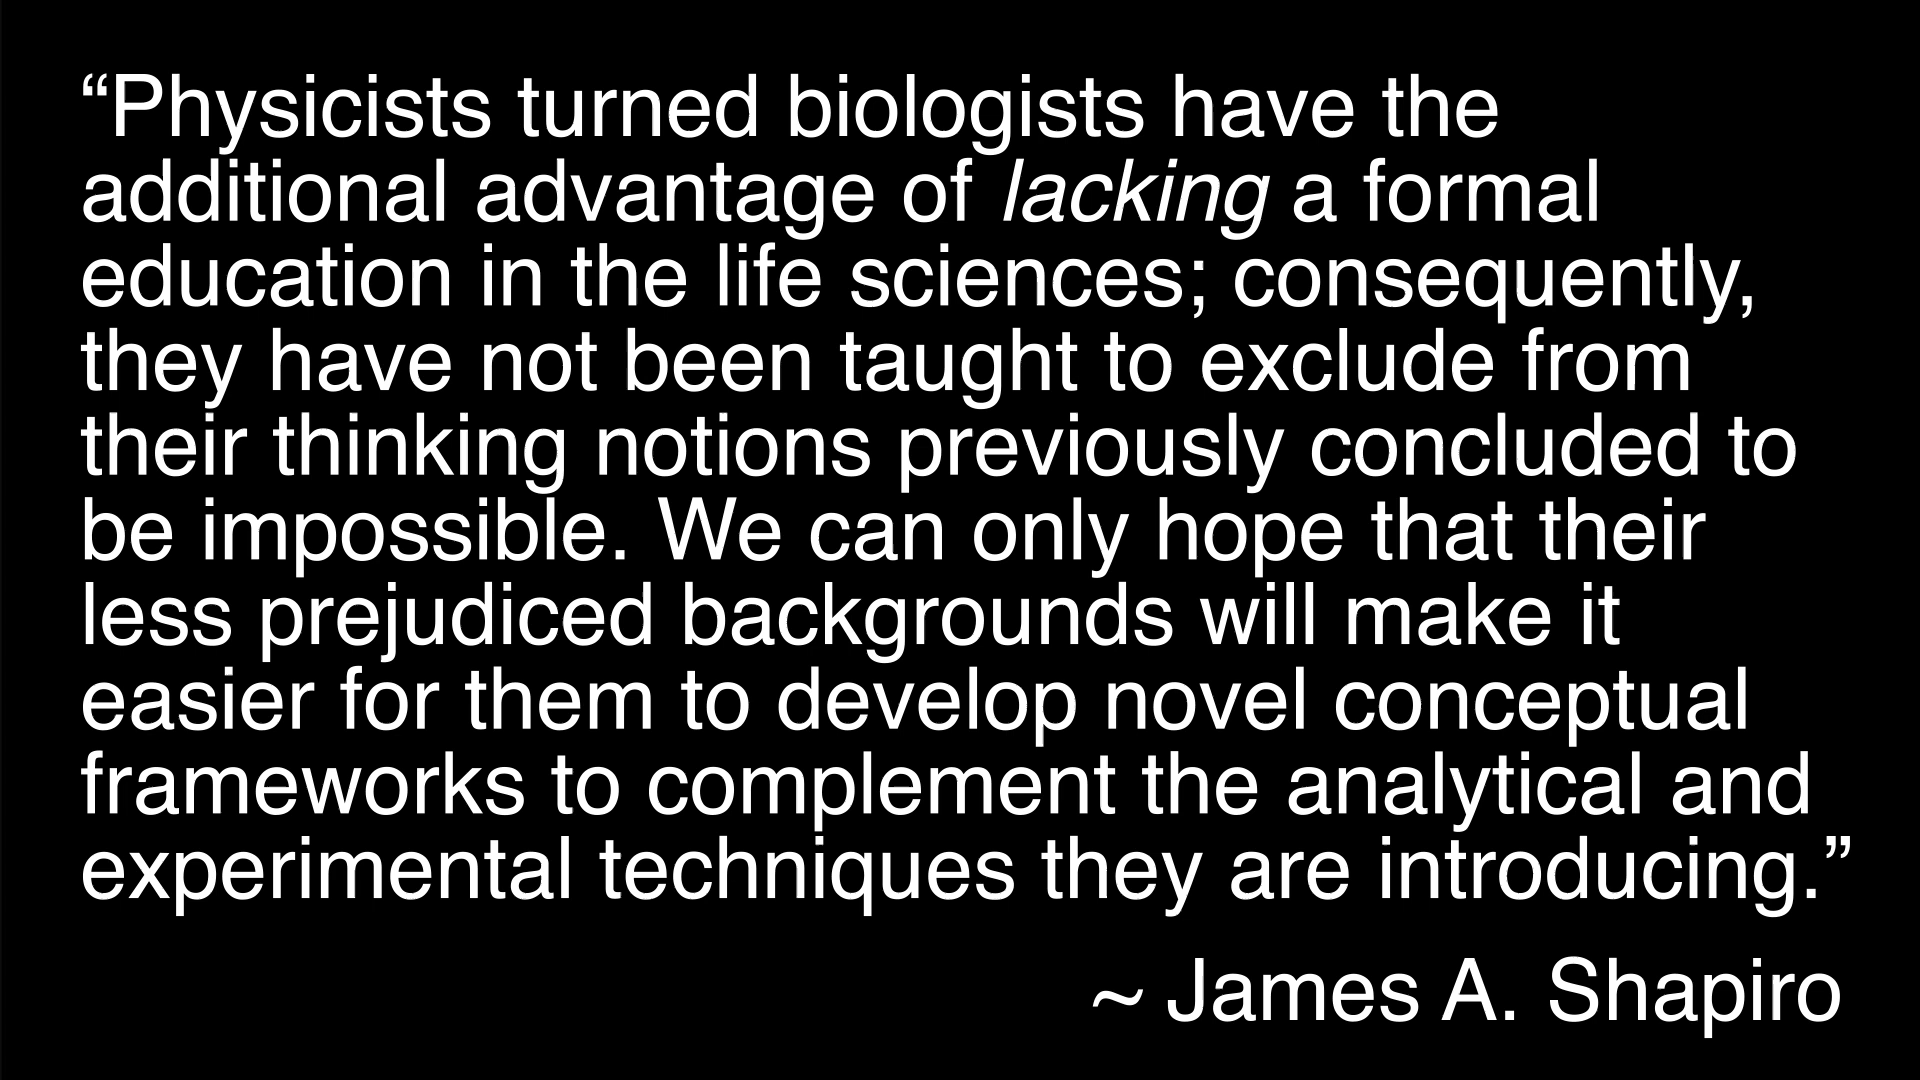 “Physicists turned biologists have the
additional advantage of lacking a formal
education in the life sciences; consequently,
they have not been taught to exclude from
their thinking notions previously concluded to
be impossible. We can only hope that their
less prejudiced backgrounds will make it
easier for them to develop novel conceptual
frameworks to complement the analytical and
experimental techniques they are introducing.”
~ James A. Shapiro